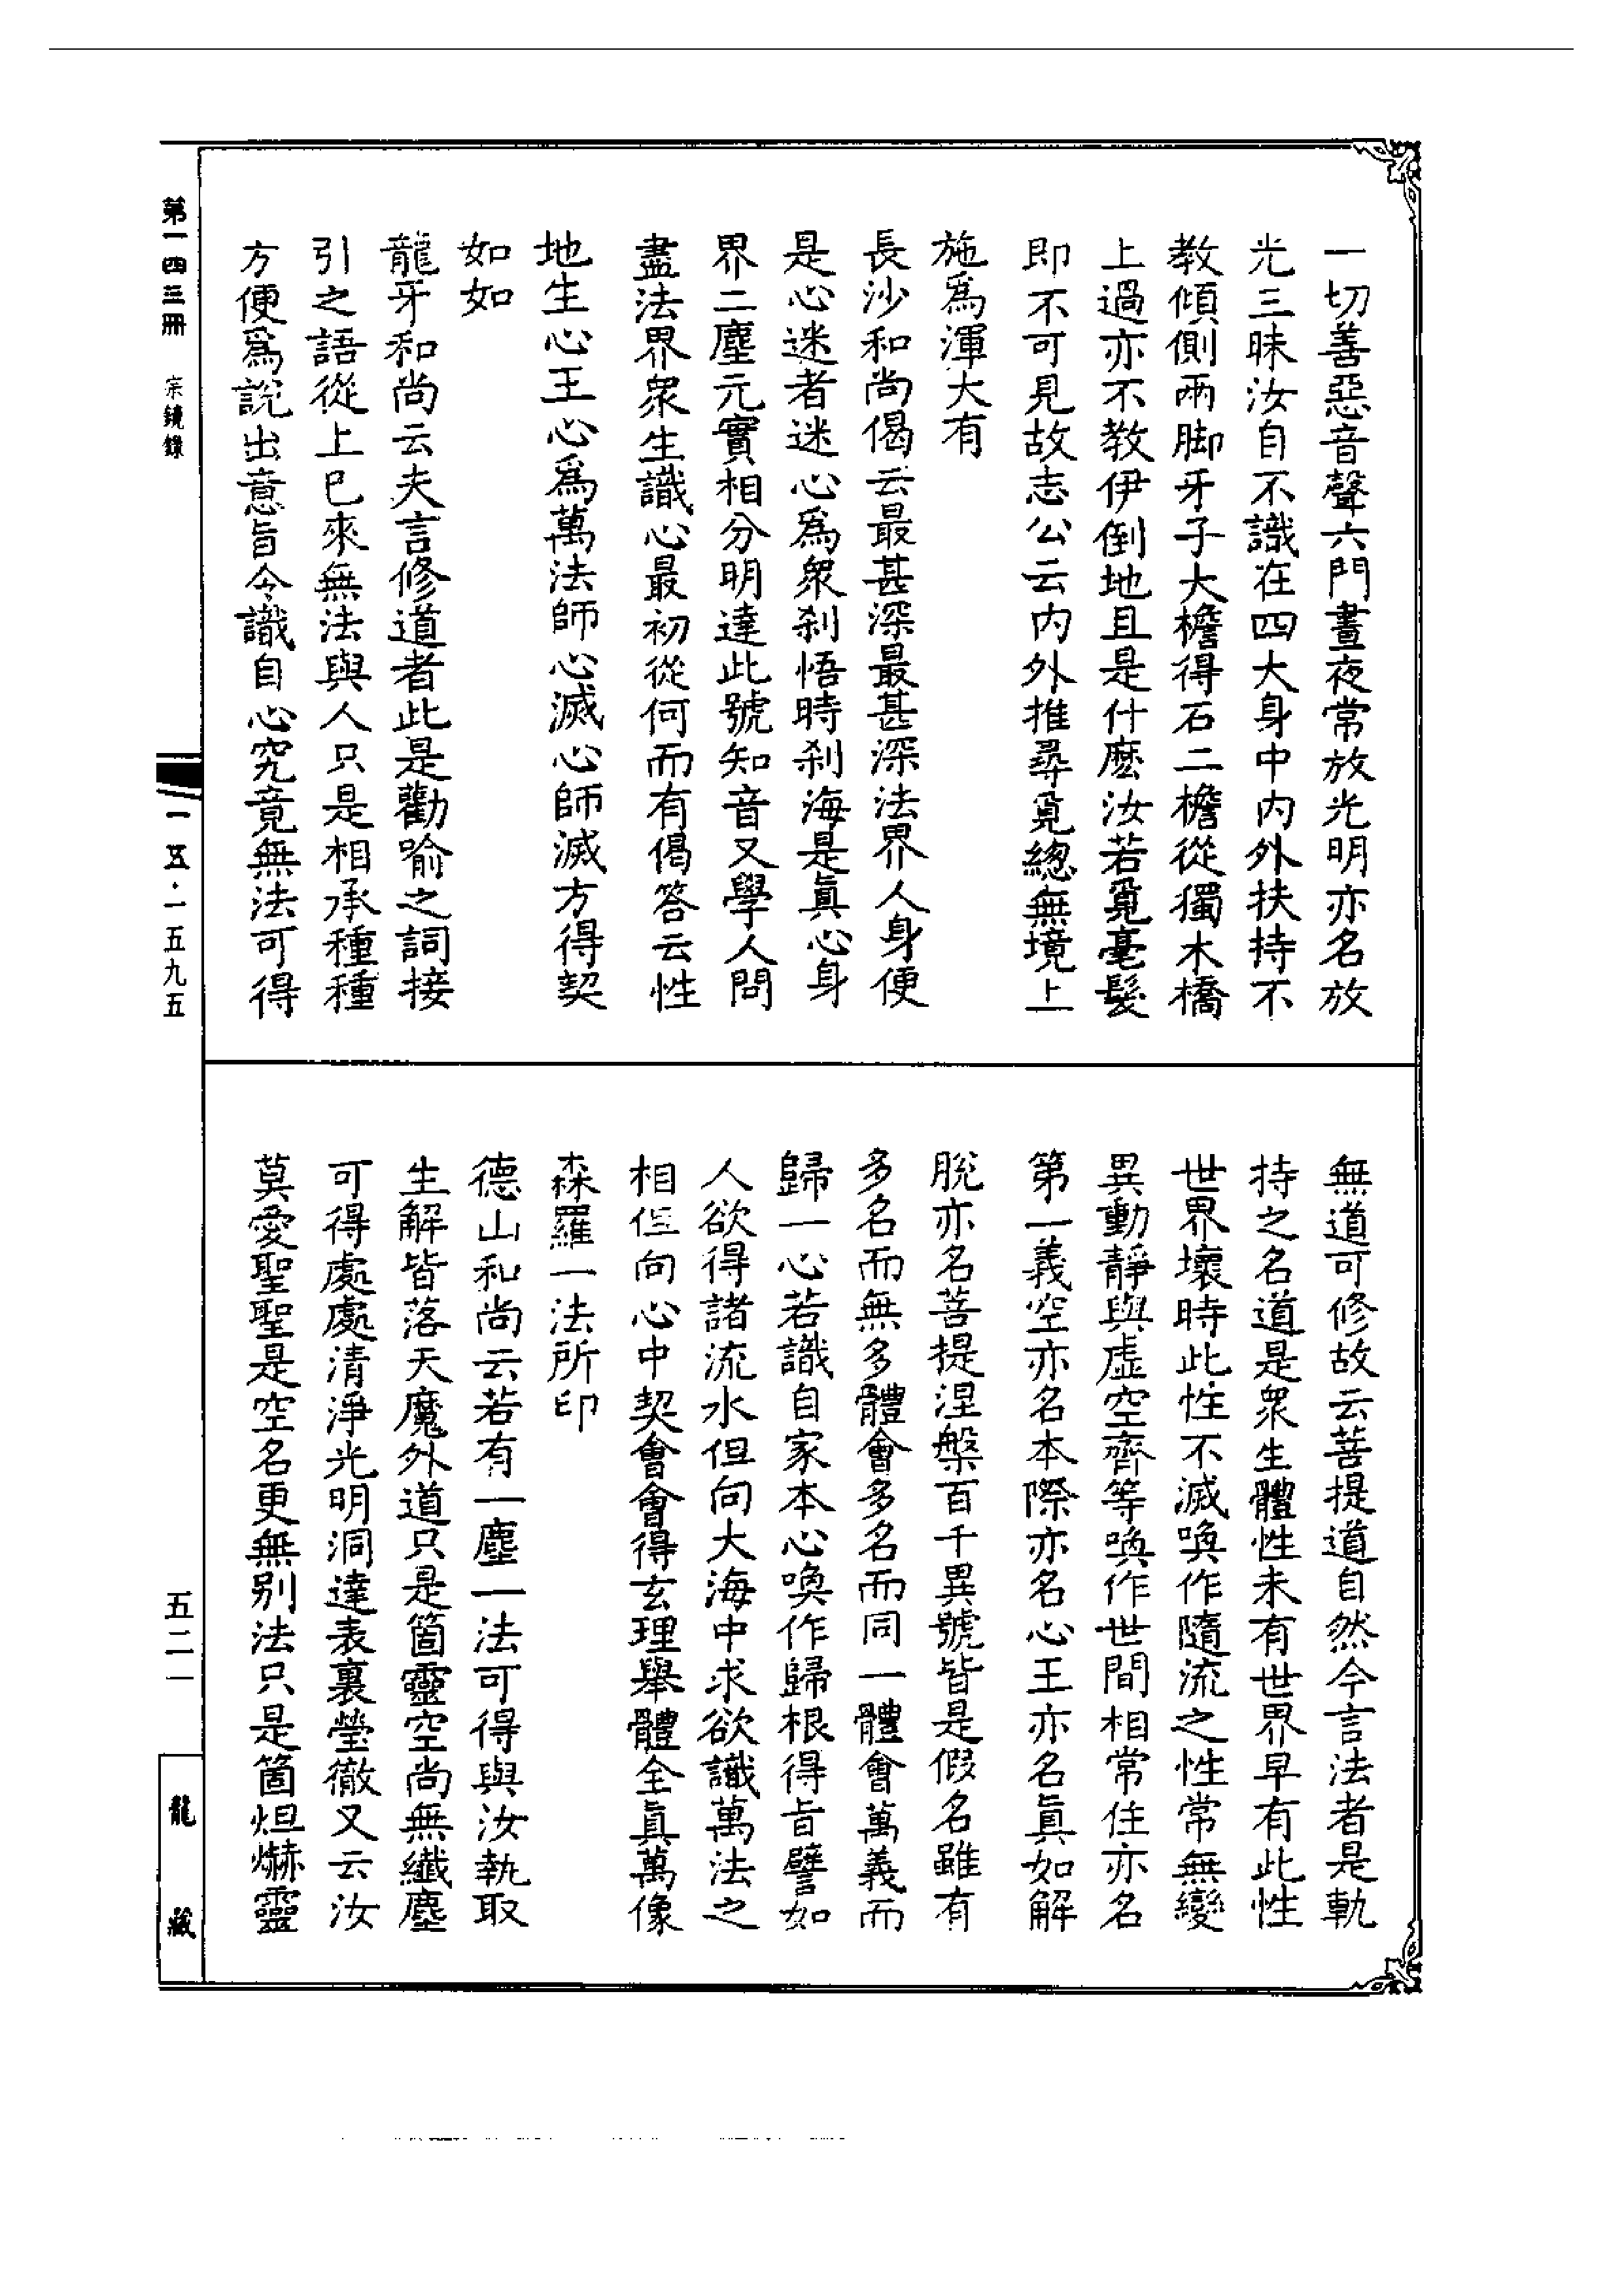 一切善惡音聲六門晝夜常放光明亦名放
光三昧汝自不識在四大身中内外扶持不
教傾側兩脚牙子大檐得石二檐從獨木橋
上過亦不教伊倒地且是什麽汝若覓毫髮
即不可見故志公云内外推尋覓總無境上
施爲渾大有
長沙和尚偈云最甚深最甚深法界人身便
是心迷者迷心爲衆刹悟時刹海是眞心身
界二塵元實相分明達此號知音又學人問
盡法界衆生識心最初從何而有偈答云性
地生心王心爲萬法師心滅心師滅方得契
如如
龍牙和尚云夫言修道者此是勸喻之詞接
引之語從上已來無法與人只是相承種種
方便爲說出意旨令識自心究竟無法可得
無道可修故云菩提道自然今言法者是軌
持之名道是衆生體性未有世界早有此性
世界壞時此性不滅喚作隨流之性常無變
異動靜與虛空齊等喚作世間相常住亦名
第一義空亦名本際亦名心王亦名眞如解
脫亦名菩提涅槃百千異號皆是假名雖有
多名而無多體會多名而同一體會萬義而
歸一心若識自家本心喚作歸根得旨譬如
人欲得諸流水但向大海中求欲識萬法之
相但向心中契會會得玄理舉體全眞萬像
森羅一法所印
德山和尚云若有一塵一法可得與汝執取
生解皆落天魔外道只是箇靈空尚無纖塵
可得處處清淨光明洞達表裏瑩徹又云汝
莫愛聖聖是空名更無別法只是箇烜爀靈
第一四三冊 宗鏡錄
一五·一五九五
五二一
龍藏